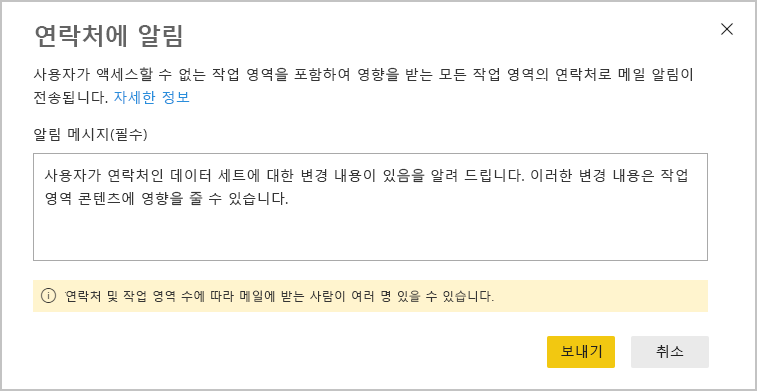 연락처에 알림
사용자가 액세스할 수 없는 작업 영역을 포함하여 영향을 받는 모든 작업 영역의 연락처로 메일 알림이
전송됩니다. 자세한 정보
알림 메시지(필수)
사용자가 연락처인 데이터 세트에 대한 변경 내용이 있음을 알려 드립니다. 이러한 변경 내용은 작업
영역 콘텐츠에 영향을 줄 수 있습니다.
연락처 및 작업 영역 수에 따라 메일에 받는 사람이 여러 명 있을 수 있습니다.
보내기
취소